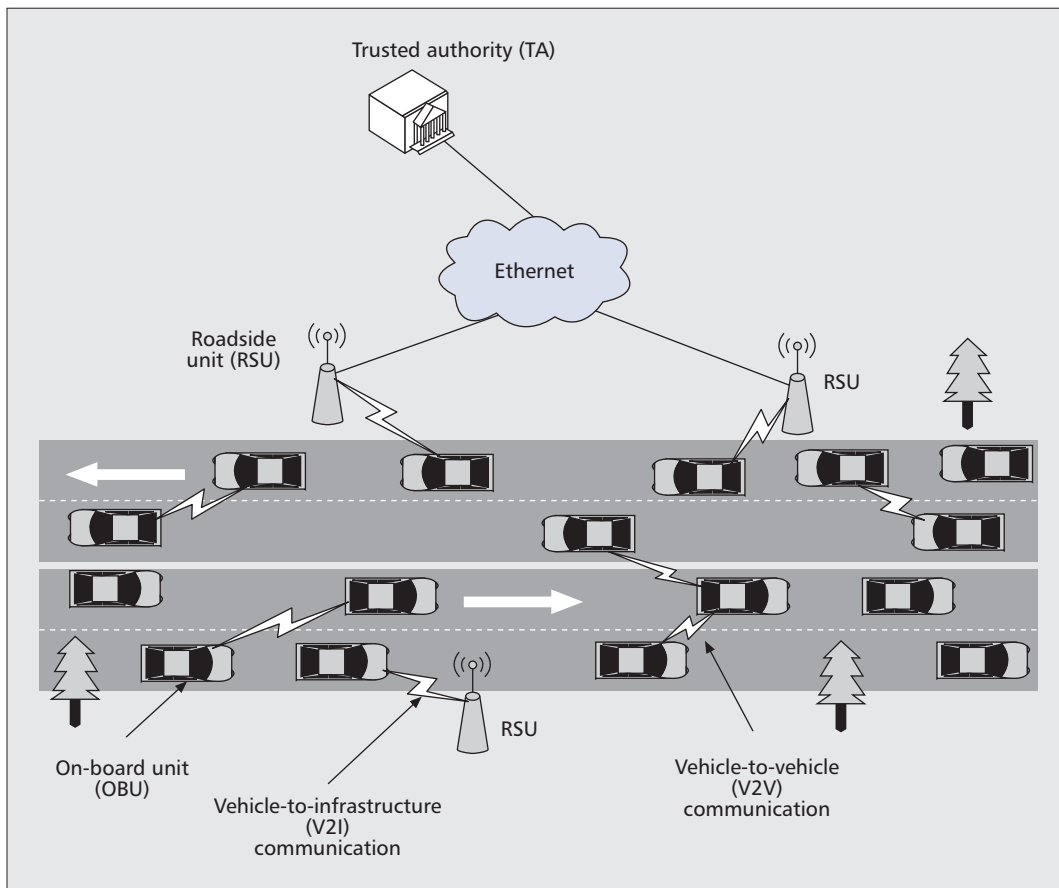 Trusted authority (TA)
Ethernet
Roadside
unit (RSU)
RSU
RSU
On-board unit
(OBU)
Vehicle-to-infrastructure
(V2I)
communication
Vehicle-to-vehicle
(V2V)
communication